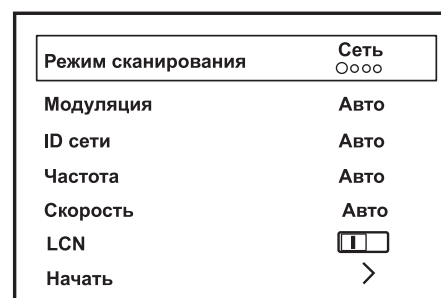 Режим сканирования Сеть
Модуляция Авто
ID сети Авто
Частота Авто
Скорость Авто
LCN
Начать